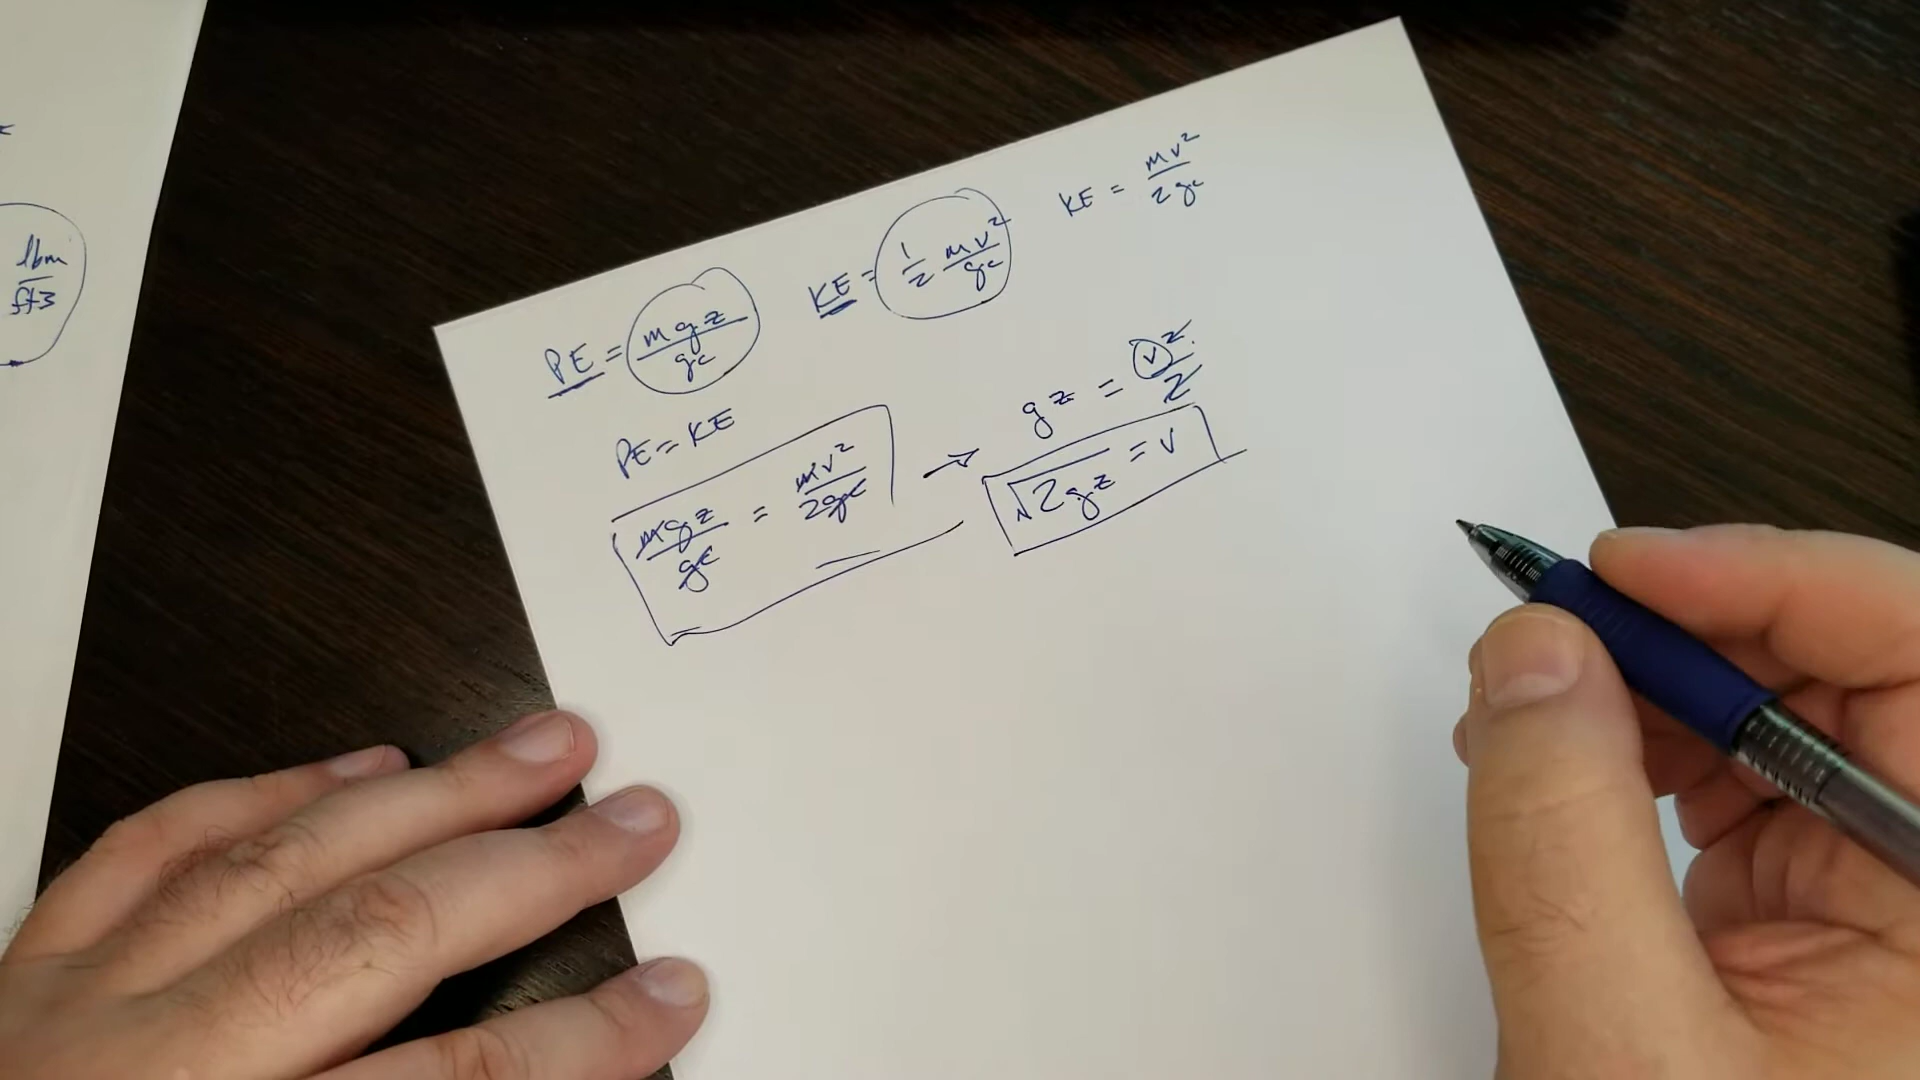 lbm
ft3
PE = mgz/gc
KE = 1/2 mv²/gc
KE = mv²/2gc
PE = KE
mgz/gc = mv²/2gc → gz = v²/2
√2gz = v